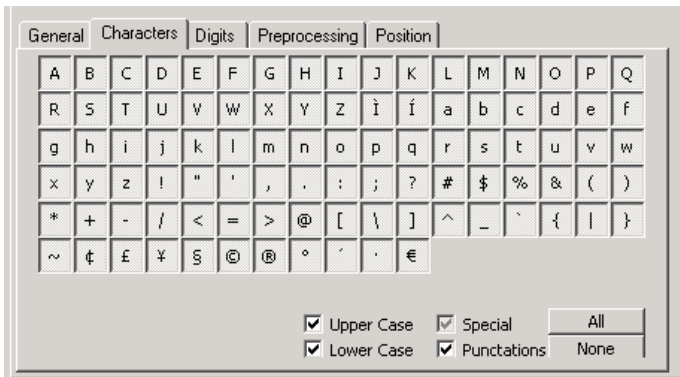 General Characters Digits Preprocessing Position
A B C D E F G H I J K L M N O P Q
R S T U V W X Y Z Ì Í a b c d e f
g h i j k l m n o p q r s t u v w
x y z ! " ' , . : ; ? # $ % & ( )
* + - / < = > @ [ \ ] ^ _ ` { | }
~ ¢ £ ¥ § © ® ° ´ · €
Upper Case Special All
Lower Case Punctations None